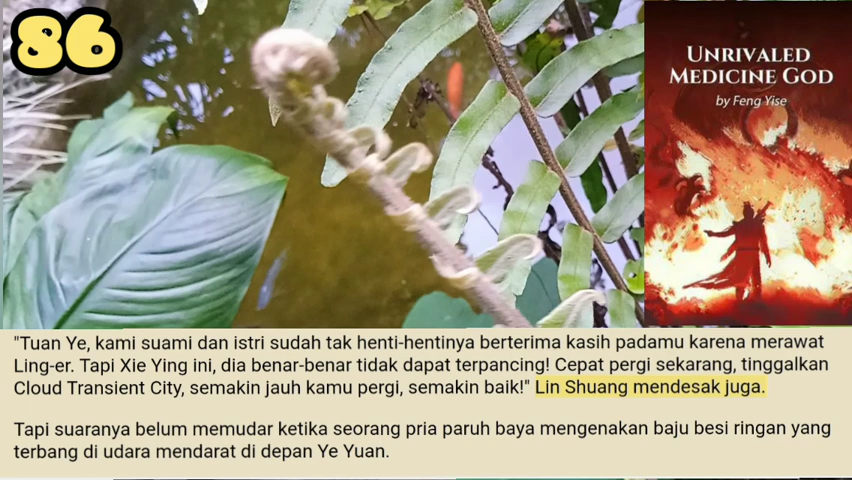 86
UNRIVALED
MEDICINE GOD
by Feng Yise
"Tuan Ye, kami suami dan istri sudah tak henti-hentinya berterima kasih padamu karena merawat
Ling-er. Tapi Xie Ying ini, dia benar-benar tidak dapat terpancing! Cepat pergi sekarang, tinggalkan
Cloud Transient City, semakin jauh kamu pergi, semakin baik!" Lin Shuang mendesak juga.
Tapi suaranya belum memudar ketika seorang pria paruh baya mengenakan baju besi ringan yang
terbang di udara mendarat di depan Ye Yuan.